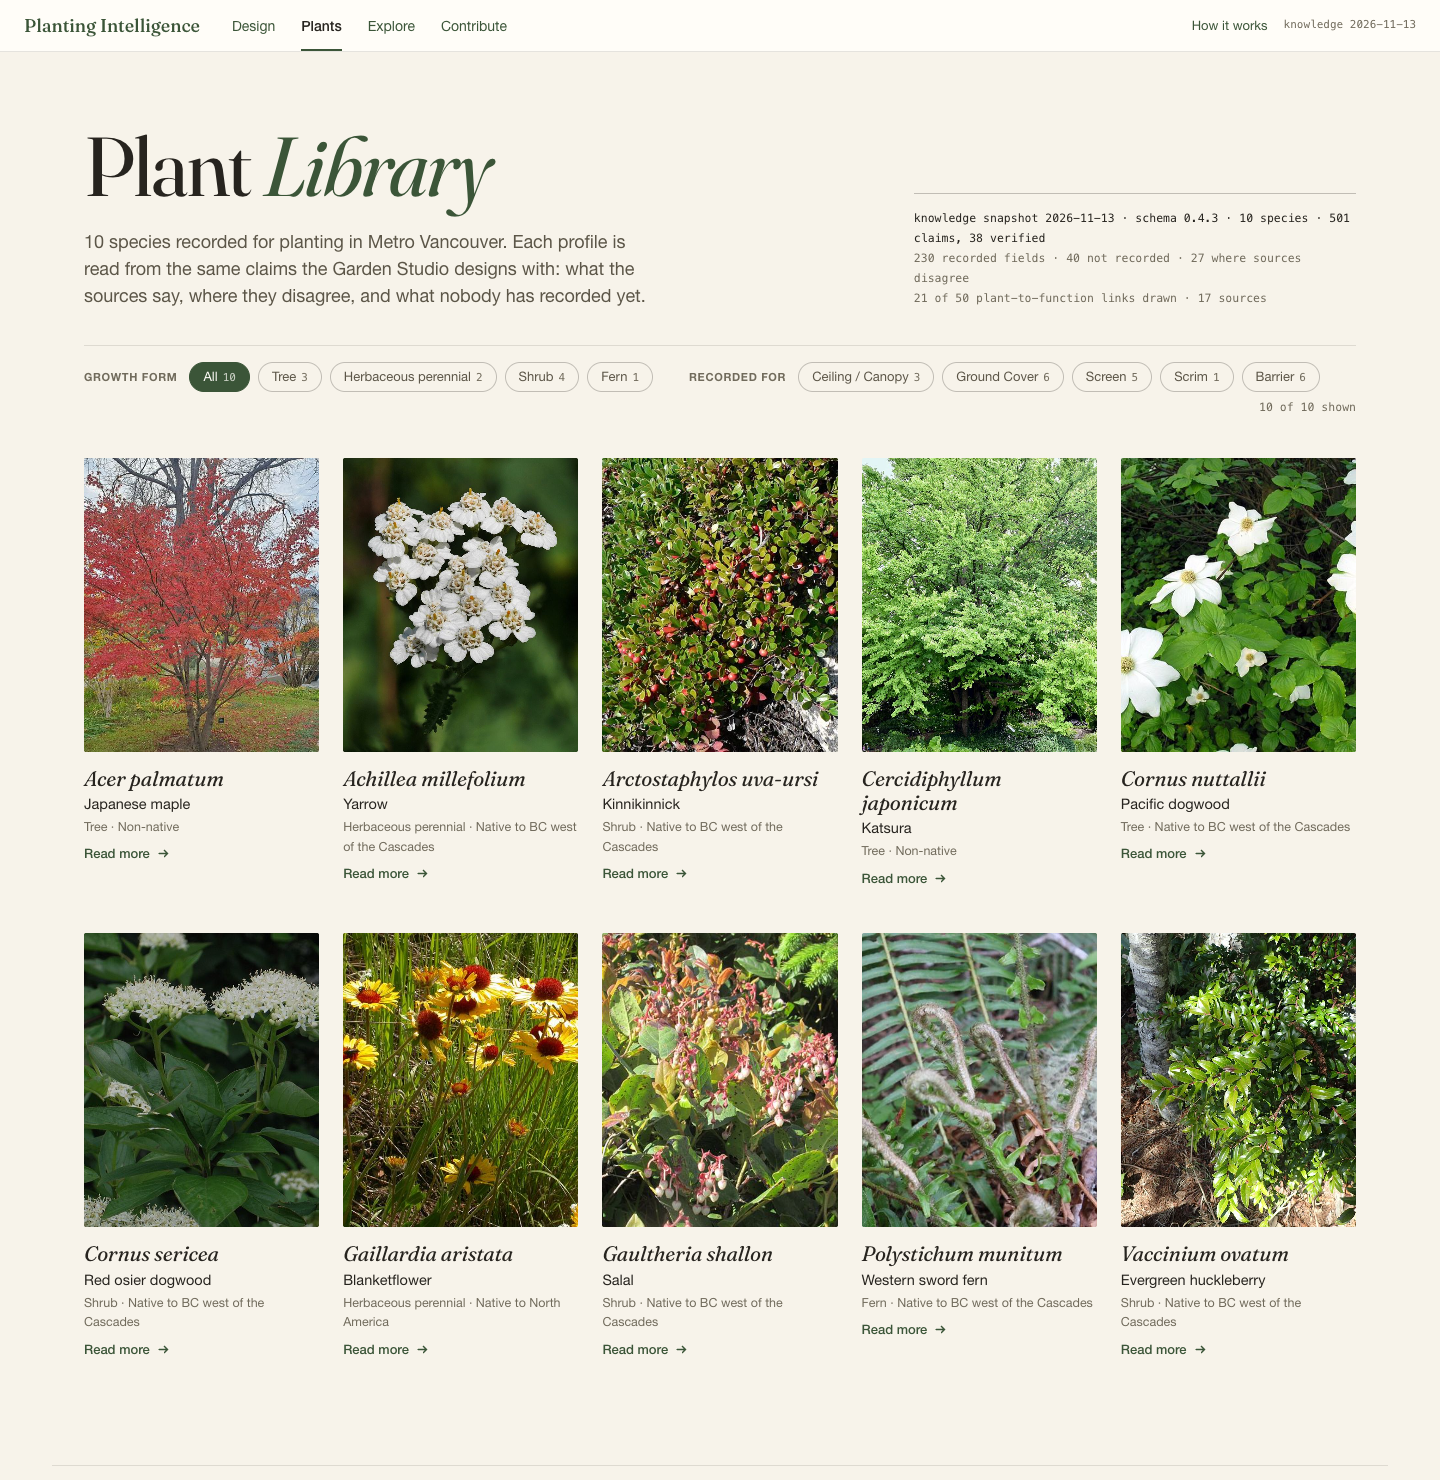 Planting Intelligence
Design
Plants
Explore
Contribute
How it works
knowledge 2026-11-13
Plant Library
10 species recorded for planting in Metro Vancouver. Each profile is
read from the same claims the Garden Studio designs with: what the
sources say, where they disagree, and what nobody has recorded yet.
knowledge snapshot 2026-11-13 · schema 0.4.3 · 10 species · 501
claims, 38 verified
230 recorded fields · 40 not recorded · 27 where sources
disagree
21 of 50 plant-to-function links drawn · 17 sources
GROWTH FORM
All 10
Tree 3
Herbaceous perennial 2
Shrub 4
Fern 1
RECORDED FOR
Ceiling / Canopy 3
Ground Cover 6
Screen 5
Scrim 1
Barrier 6
10 of 10 shown
Acer palmatum
Japanese maple
Tree · Non-native
Read more →
Achillea millefolium
Yarrow
Herbaceous perennial · Native to BC west
of the Cascades
Read more →
Arctostaphylos uva-ursi
Kinnikinnick
Shrub · Native to BC west of the
Cascades
Read more →
Cercidiphyllum
japonicum
Katsura
Tree · Non-native
Read more →
Cornus nuttallii
Pacific dogwood
Tree · Native to BC west of the Cascades
Read more →
Cornus sericea
Red osier dogwood
Shrub · Native to BC west of the
Cascades
Read more →
Gaillardia aristata
Blanketflower
Herbaceous perennial · Native to North
America
Read more →
Gaultheria shallon
Salal
Shrub · Native to BC west of the
Cascades
Read more →
Polystichum munitum
Western sword fern
Fern · Native to BC west of the Cascades
Read more →
Vaccinium ovatum
Evergreen huckleberry
Shrub · Native to BC west of the
Cascades
Read more →